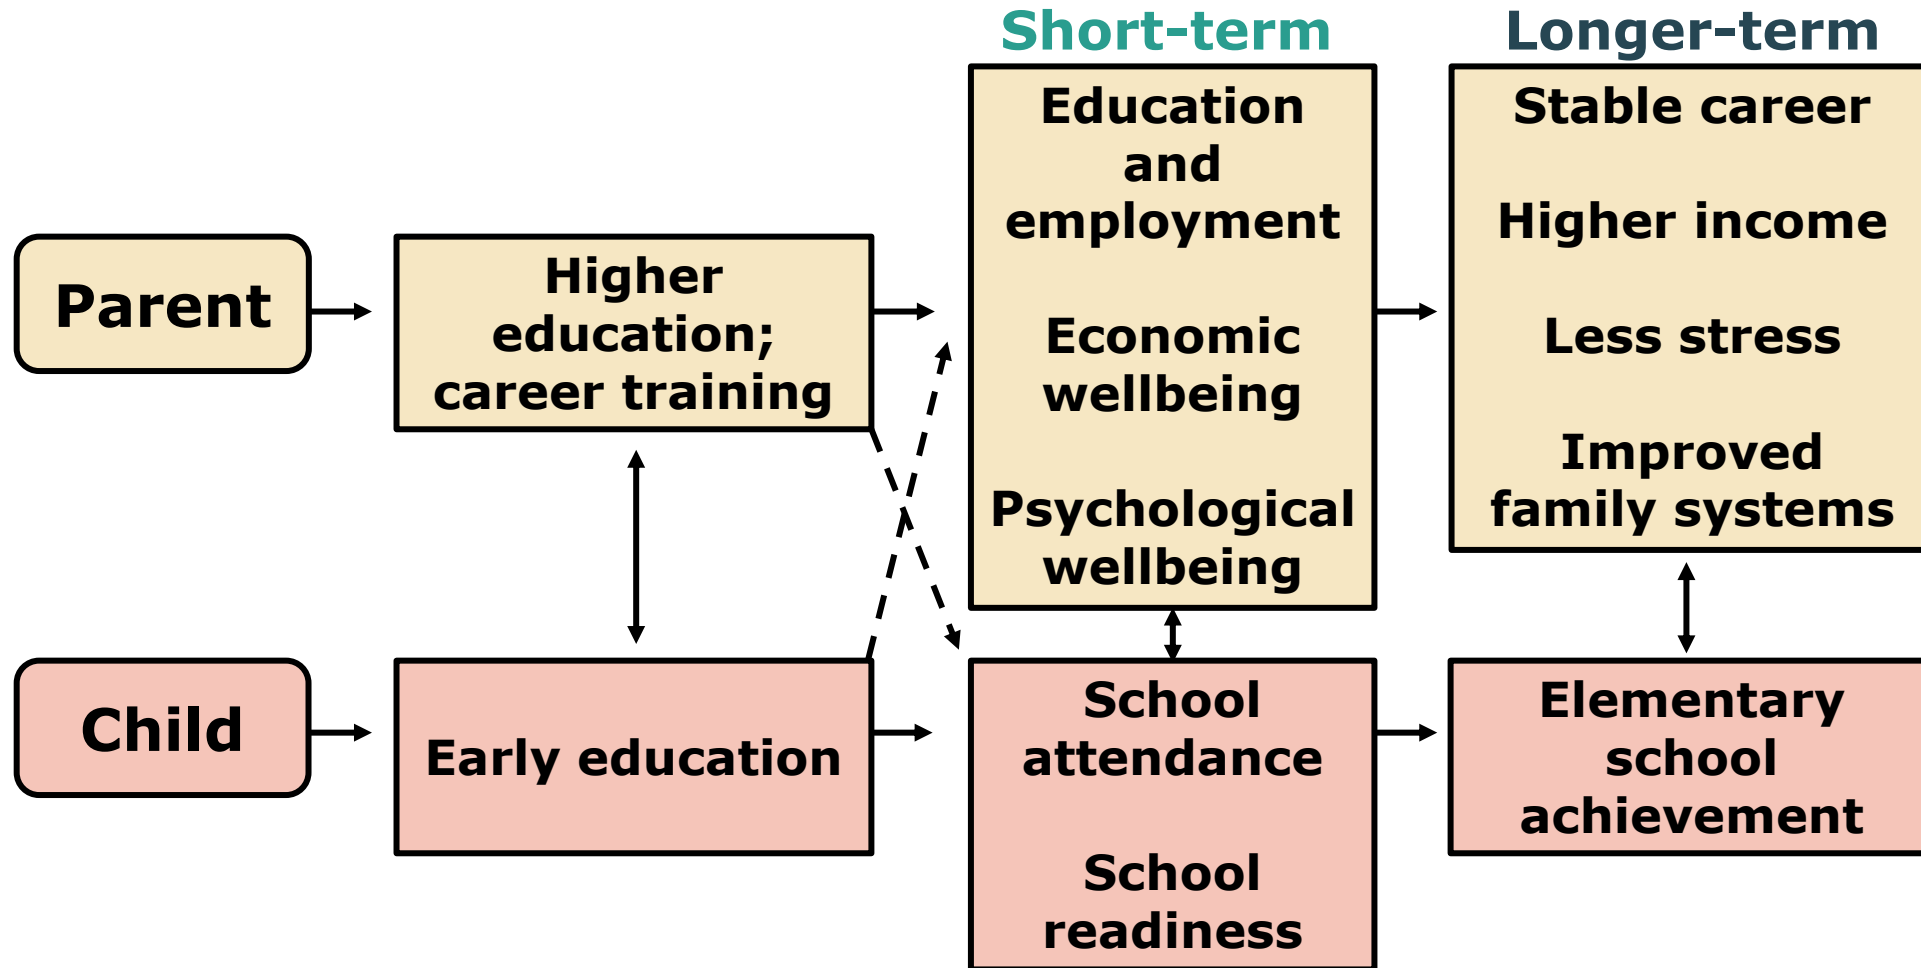 Short-term
Longer-term
Parent
Higher
education;
career training
Education
and
employment
Economic
wellbeing
Psychological
wellbeing
Stable career
Higher income
Less stress
Improved
family systems
Child
Early education
School
attendance
School
readiness
Elementary
school
achievement